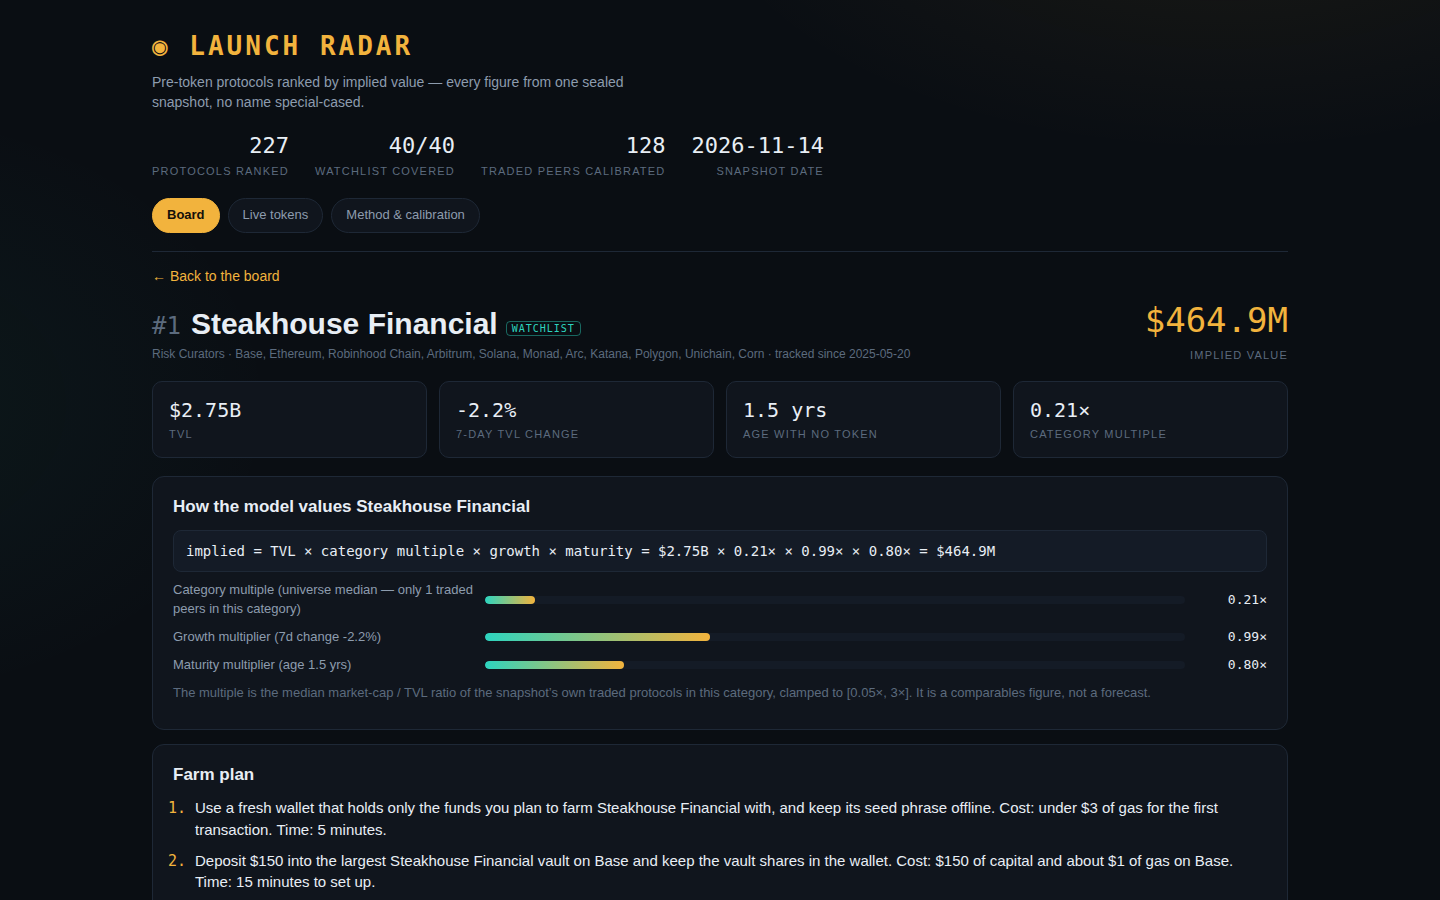 ◉ LAUNCH RADAR
Pre-token protocols ranked by implied value — every figure from one sealed
snapshot, no name special-cased.
227
PROTOCOLS RANKED
40/40
WATCHLIST COVERED
128
TRADED PEERS CALIBRATED
2026-11-14
SNAPSHOT DATE
Board
Live tokens
Method & calibration
← Back to the board
#1 Steakhouse Financial WATCHLIST
Risk Curators · Base, Ethereum, Robinhood Chain, Arbitrum, Solana, Monad, Arc, Katana, Polygon, Unichain, Corn · tracked since 2025-05-20
$464.9M
IMPLIED VALUE
$2.75B
TVL
-2.2%
7-DAY TVL CHANGE
1.5 yrs
AGE WITH NO TOKEN
0.21×
CATEGORY MULTIPLE
How the model values Steakhouse Financial
implied = TVL × category multiple × growth × maturity = $2.75B × 0.21× × 0.99× × 0.80× = $464.9M
Category multiple (universe median — only 1 traded
peers in this category)
0.21×
Growth multiplier (7d change -2.2%)
0.99×
Maturity multiplier (age 1.5 yrs)
0.80×
The multiple is the median market-cap / TVL ratio of the snapshot's own traded protocols in this category, clamped to [0.05×, 3×]. It is a comparables figure, not a forecast.
Farm plan
1. Use a fresh wallet that holds only the funds you plan to farm Steakhouse Financial with, and keep its seed phrase offline. Cost: under $3 of gas for the first
transaction. Time: 5 minutes.
2. Deposit $150 into the largest Steakhouse Financial vault on Base and keep the vault shares in the wallet. Cost: $150 of capital and about $1 of gas on Base.
Time: 15 minutes to set up.